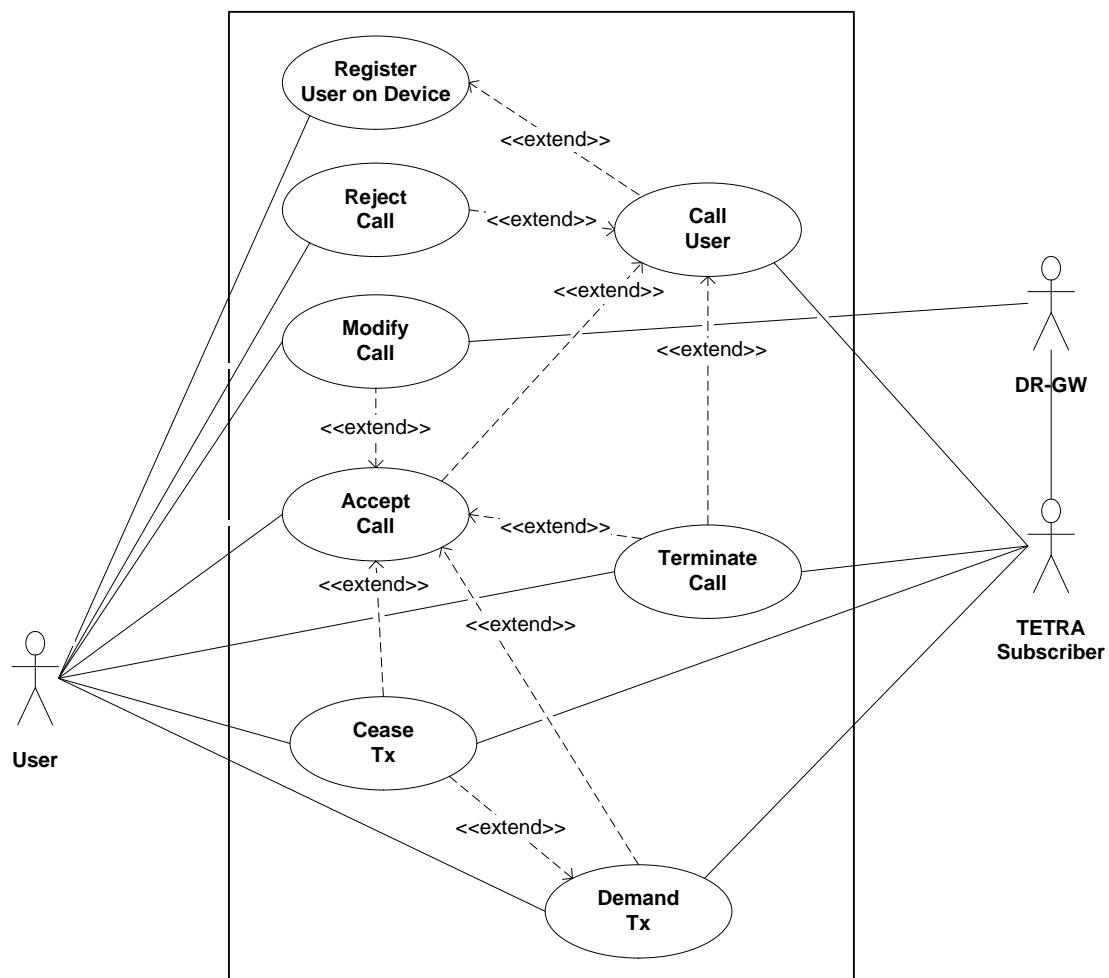 Register
User on Device
<<extend>>
Reject
Call
<<extend>>
Call
User
<<extend>>
Modify
Call
<<extend>>
DR-GW
<<extend>>
Accept
Call
<<extend>>
Terminate
Call
<<extend>>
<<extend>>
TETRA
Subscriber
User
Cease
Tx
<<extend>>
Demand
Tx